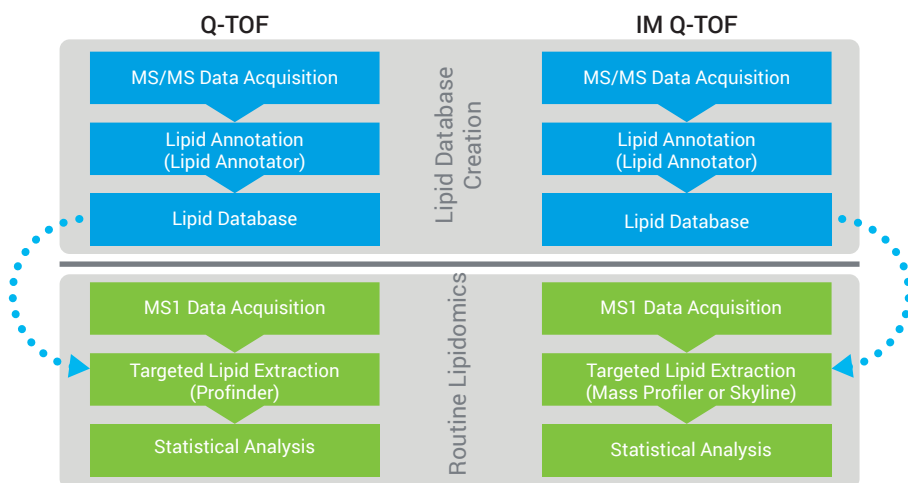 Q-TOF
IM Q-TOF
MS/MS Data Acquisition
Lipid Annotation
(Lipid Annotator)
Lipid Database
Lipid Database
Creation
MS/MS Data Acquisition
Lipid Annotation
(Lipid Annotator)
Lipid Database
MS1 Data Acquisition
Targeted Lipid Extraction
(Profinder)
Statistical Analysis
Routine Lipidomics
MS1 Data Acquisition
Targeted Lipid Extraction
(Mass Profiler or Skyline)
Statistical Analysis